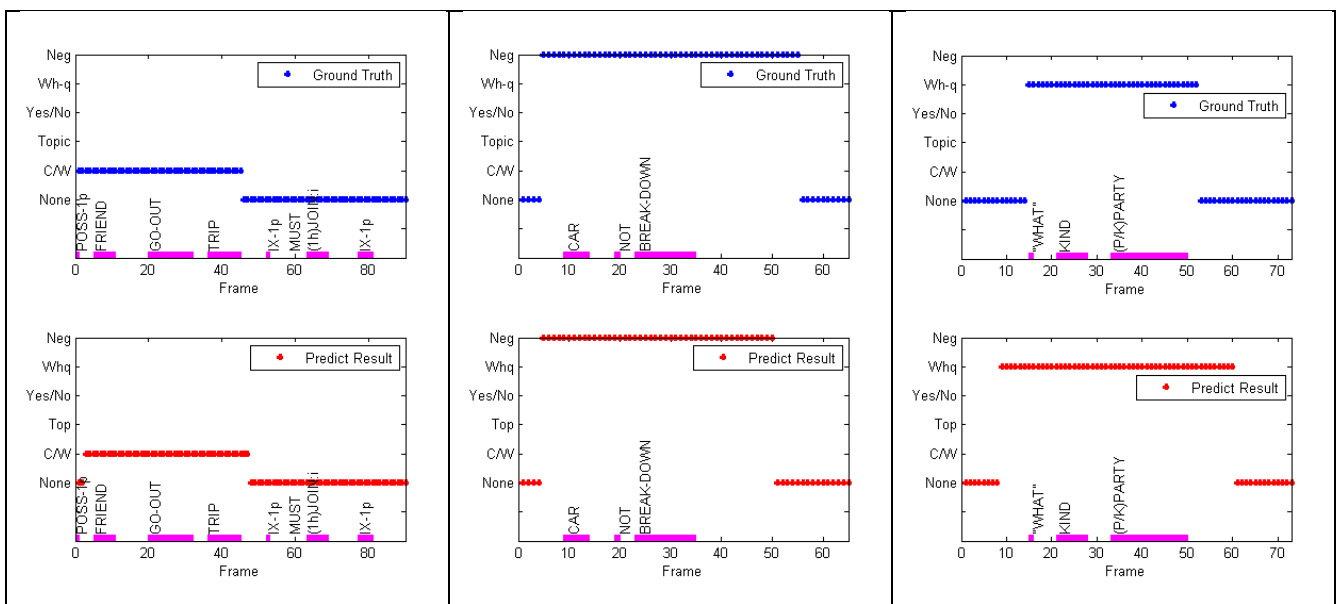 Neg
Wh-q
Yes/No
Topic
C/W
None
Ground Truth
POSS-1p
FRIEND
GO-OUT
TRIP
IX-1p
MUST
(1h)JOIN:i
IX-1p
0 20 40 60 80
Frame
Neg
Wh-q
Yes/No
Topic
C/W
None
Ground Truth
CAR
NOT
BREAK-DOWN
0 10 20 30 40 50 60
Frame
Neg
Wh-q
Yes/No
Topic
C/W
None
Ground Truth
"WHAT"
KIND
(P/K)PARTY
0 10 20 30 40 50 60 70
Frame
Neg
Whq
Yes/No
Top
C/W
None
Predict Result
POSS-1p
FRIEND
GO-OUT
TRIP
IX-1p
MUST
(1h)JOIN:i
IX-1p
0 20 40 60 80
Frame
Neg
Whq
Yes/No
Top
C/W
None
Predict Result
CAR
NOT
BREAK-DOWN
0 10 20 30 40 50 60
Frame
Neg
Whq
Yes/No
Top
C/W
None
Predict Result
"WHAT"
KIND
(P/K)PARTY
0 10 20 30 40 50 60 70
Frame